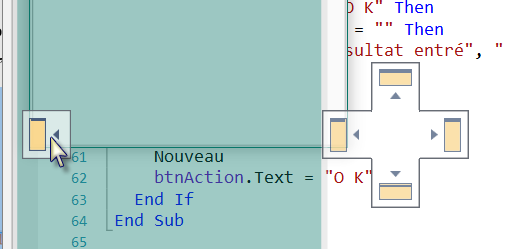 O K" Then
= "" Then
sultat entré", "
61 Nouveau
62 btnAction.Text = "O K"
63 End If
64 End Sub
65